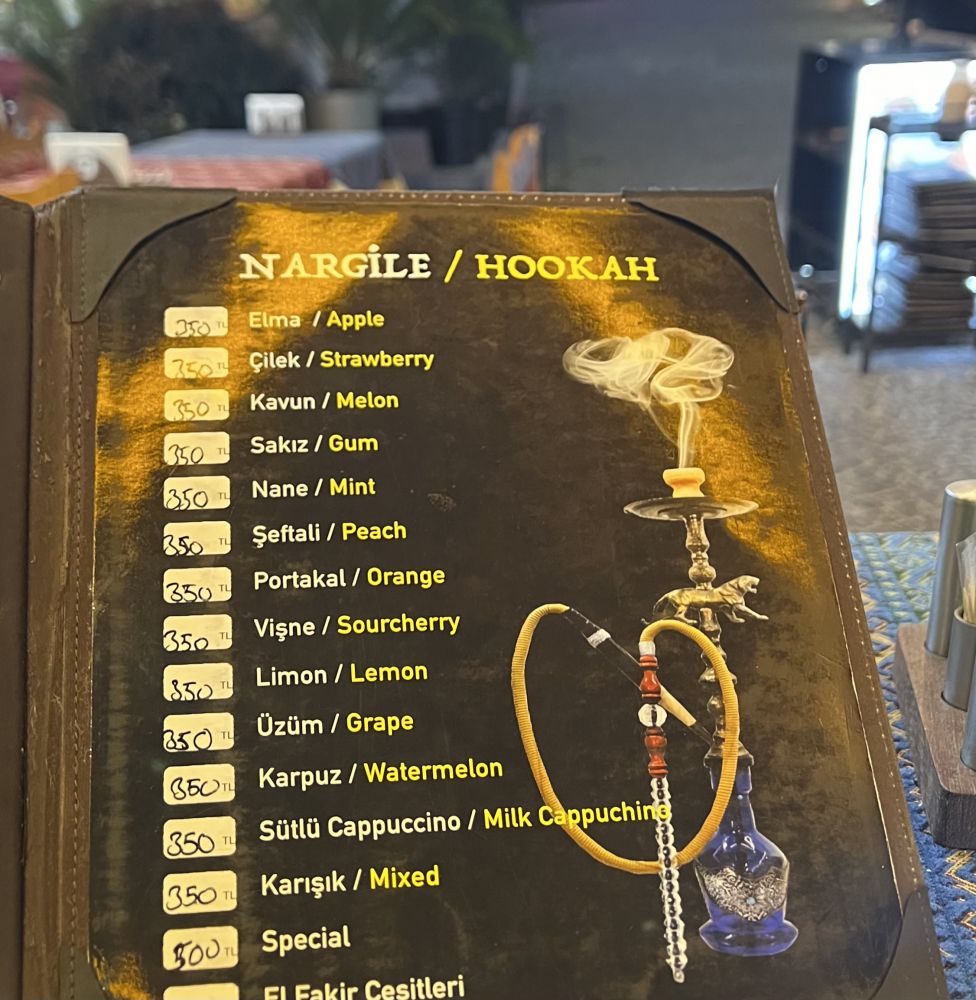 NARGİLE / HOOKAH
350 TL Elma / Apple
350 TL Çilek / Strawberry
350 TL Kavun / Melon
350 TL Sakız / Gum
350 TL Nane / Mint
350 TL Şeftali / Peach
350 TL Portakal / Orange
350 TL Vişne / Sourcherry
350 TL Limon / Lemon
350 TL Üzüm / Grape
350 TL Karpuz / Watermelon
350 TL Sütlü Cappuccino / Milk Cappuchino
350 TL Karışık / Mixed
500 TL Special
El Fakir Çeşitleri